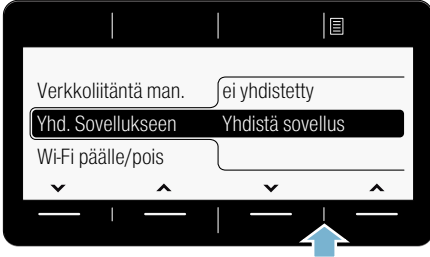 Verkkoliitäntä man. ei yhdistetty
Yhd. Sovellukseen Yhdistä sovellus
Wi-Fi päälle/pois